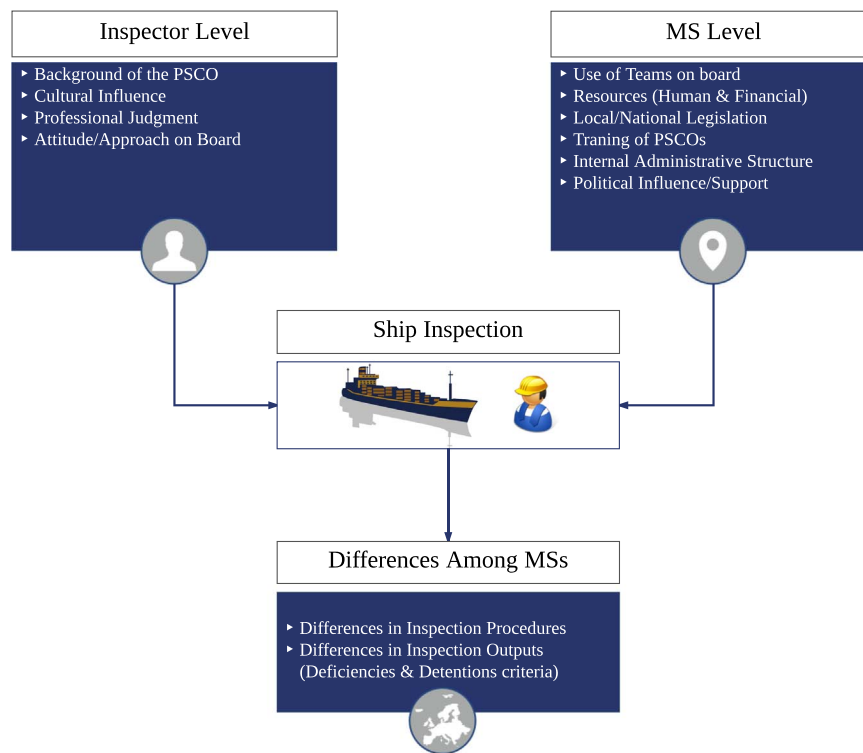 Inspector Level
‣ Background of the PSCO
‣ Cultural Influence
‣ Professional Judgment
‣ Attitude/Approach on Board
MS Level
‣ Use of Teams on board
‣ Resources (Human & Financial)
‣ Local/National Legislation
‣ Traning of PSCOs
‣ Internal Administrative Structure
‣ Political Influence/Support
Ship Inspection
Differences Among MSs
‣ Differences in Inspection Procedures
‣ Differences in Inspection Outputs
(Deficiencies & Detentions criteria)